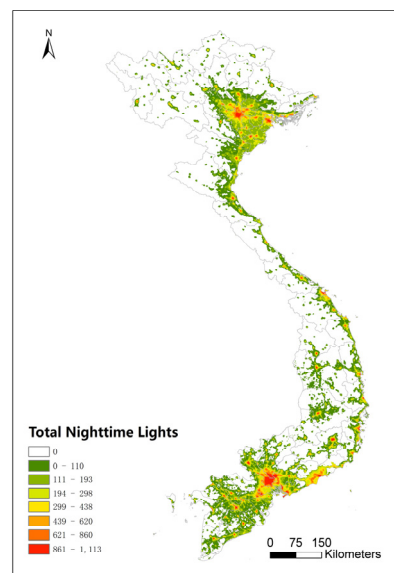 N
Total Nighttime Lights
0
0 - 110
111 - 193
194 - 298
299 - 438
439 - 620
621 - 860
861 - 1, 113
0 75 150
Kilometers